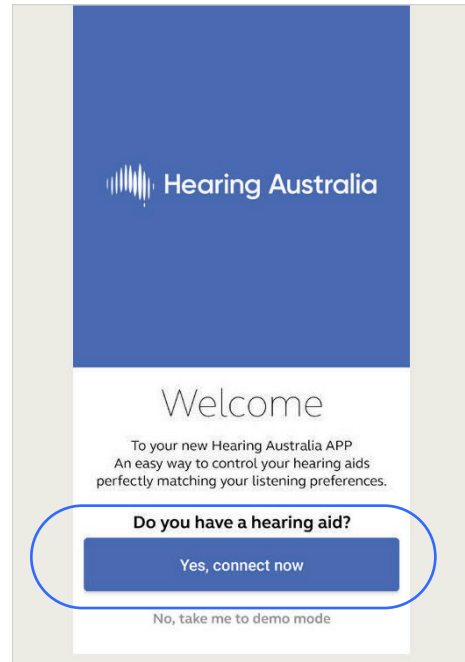 Hearing Australia
Welcome
To your new Hearing Australia APP
An easy way to control your hearing aids
perfectly matching your listening preferences.
Do you have a hearing aid?
Yes, connect now
No, take me to demo mode